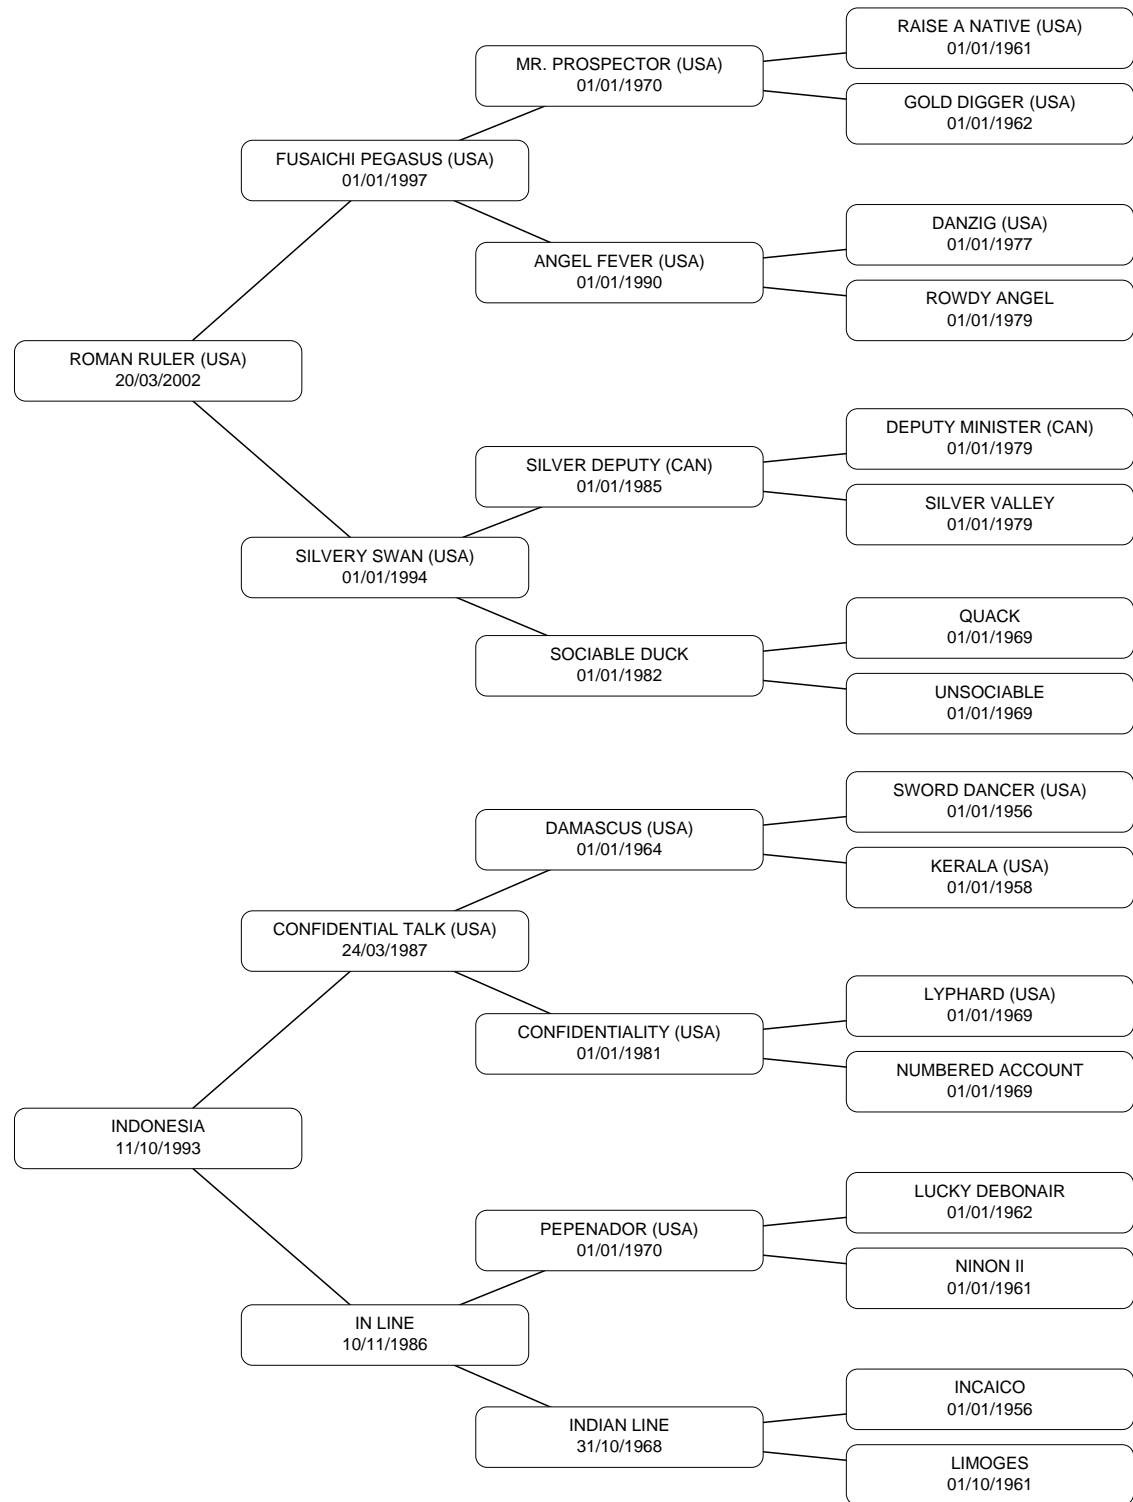 RAISE A NATIVE (USA)
01/01/1961
MR. PROSPECTOR (USA)
01/01/1970
GOLD DIGGER (USA)
01/01/1962
FUSAICHI PEGASUS (USA)
01/01/1997
DANZIG (USA)
01/01/1977
ANGEL FEVER (USA)
01/01/1990
ROWDY ANGEL
01/01/1979
ROMAN RULER (USA)
20/03/2002
DEPUTY MINISTER (CAN)
01/01/1979
SILVER DEPUTY (CAN)
01/01/1985
SILVER VALLEY
01/01/1979
SILVERY SWAN (USA)
01/01/1994
QUACK
01/01/1969
SOCIABLE DUCK
01/01/1982
UNSOCIABLE
01/01/1969
SWORD DANCER (USA)
01/01/1956
DAMASCUS (USA)
01/01/1964
KERALA (USA)
01/01/1958
CONFIDENTIAL TALK (USA)
24/03/1987
LYPHARD (USA)
01/01/1969
CONFIDENTIALITY (USA)
01/01/1981
NUMBERED ACCOUNT
01/01/1969
INDONESIA
11/10/1993
LUCKY DEBONAIR
01/01/1962
PEPENADOR (USA)
01/01/1970
NINON II
01/01/1961
IN LINE
10/11/1986
INCAICO
01/01/1956
INDIAN LINE
31/10/1968
LIMOGES
01/10/1961